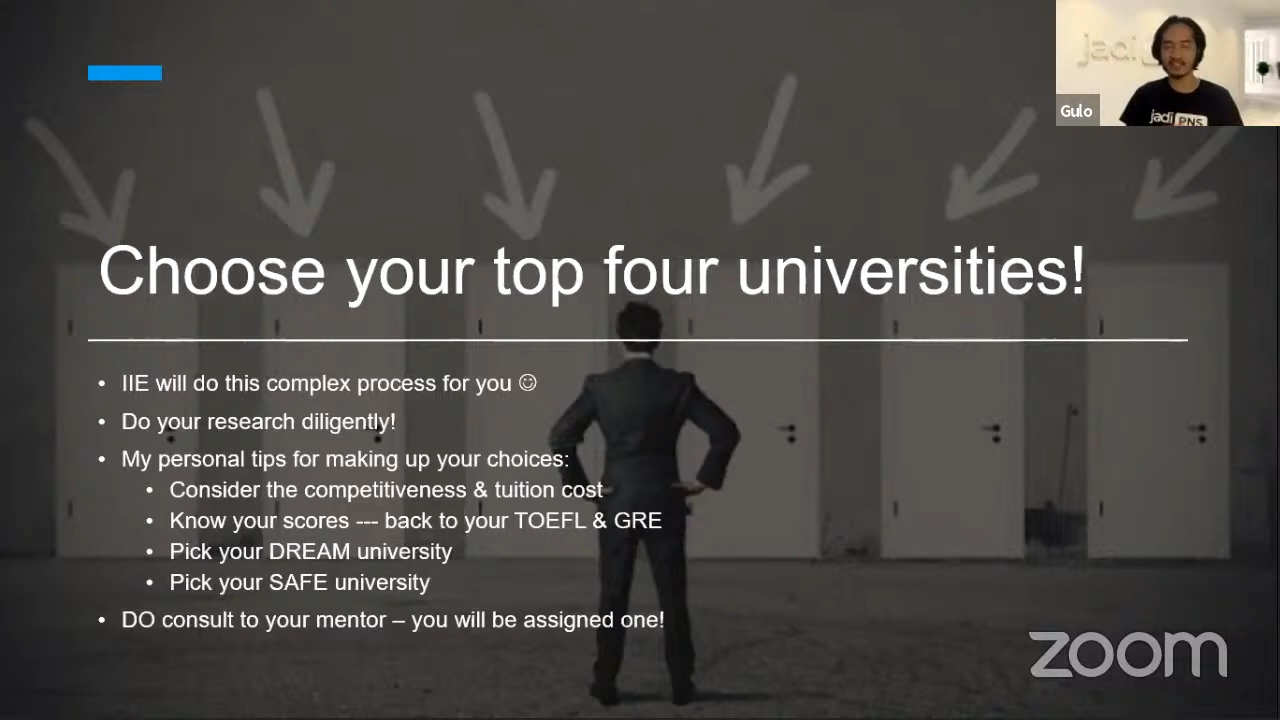 jadi
Gulo
jadi PNS
Choose your top four universities!
• IIE will do this complex process for you ☺
• Do your research diligently!
• My personal tips for making up your choices:
• Consider the competitiveness & tuition cost
• Know your scores --- back to your TOEFL & GRE
• Pick your DREAM university
• Pick your SAFE university
• DO consult to your mentor – you will be assigned one!
zoom